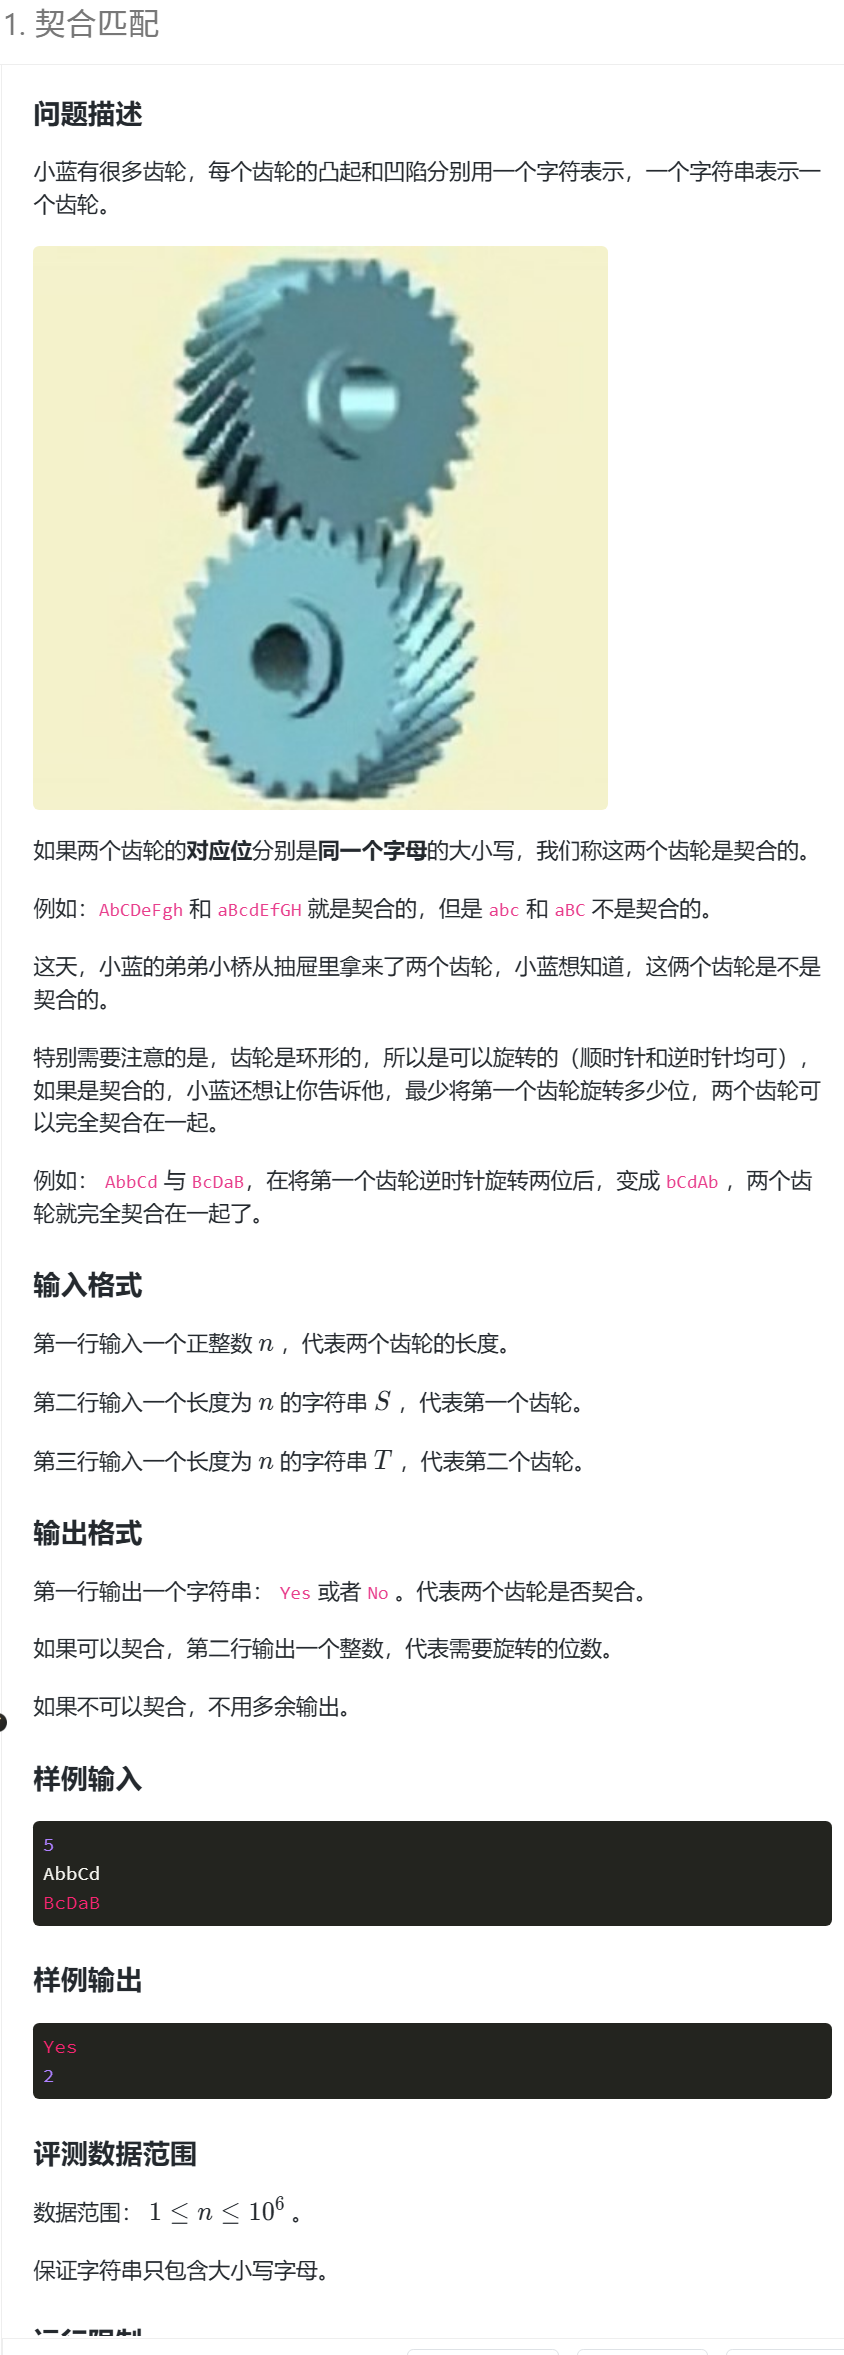 1. 契合匹配
问题描述
小蓝有很多齿轮，每个齿轮的凸起和凹陷分别用一个字符表示，一个字符串表示一
个齿轮。
如果两个齿轮的对应位分别是同一个字母的大小写，我们称这两个齿轮是契合的。
例如：AbCDeFgh 和 aBcdEfGH 就是契合的，但是 abc 和 aBC 不是契合的。
这天，小蓝的弟弟小桥从抽屉里拿来了两个齿轮，小蓝想知道，这俩个齿轮是不是
契合的。
特别需要注意的是，齿轮是环形的，所以是可以旋转的（顺时针和逆时针均可），
如果是契合的，小蓝还想让你告诉他，最少将第一个齿轮旋转多少位，两个齿轮可
以完全契合在一起。
例如： AbbCd 与 BcDaB，在将第一个齿轮逆时针旋转两位后，变成 bCdAb ，两个齿
轮就完全契合在一起了。
输入格式
第一行输入一个正整数 n ，代表两个齿轮的长度。
第二行输入一个长度为 n 的字符串 S ，代表第一个齿轮。
第三行输入一个长度为 n 的字符串 T ，代表第二个齿轮。
输出格式
第一行输出一个字符串： Yes 或者 No 。代表两个齿轮是否契合。
如果可以契合，第二行输出一个整数，代表需要旋转的位数。
如果不可以契合，不用多余输出。
样例输入
5
AbbCd
BcDaB
样例输出
Yes
2
评测数据范围
数据范围： 1 ≤ n ≤ 10⁶ 。
保证字符串只包含大小写字母。